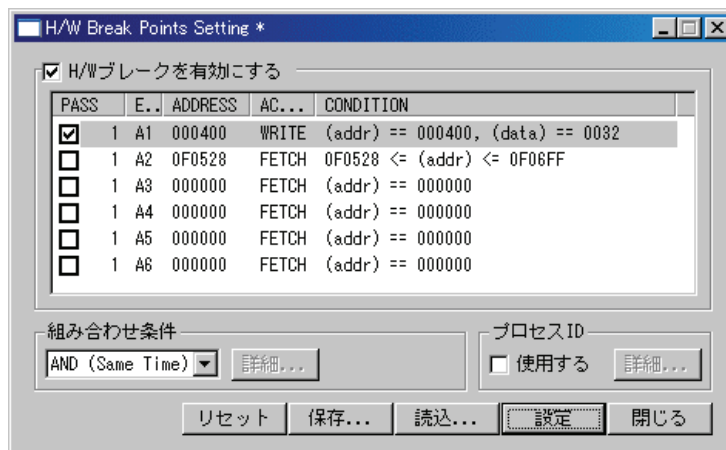 H/W Break Points Setting *
H/Wブレークを有効にする
PASS E.. ADDRESS AC... CONDITION
1 A1 000400 WRITE (addr) == 000400, (data) == 0032
1 A2 0F0528 FETCH 0F0528 <= (addr) <= 0F06FF
1 A3 000000 FETCH (addr) == 000000
1 A4 000000 FETCH (addr) == 000000
1 A5 000000 FETCH (addr) == 000000
1 A6 000000 FETCH (addr) == 000000
組み合わせ条件 プロセスID
AND (Same Time) 詳細... 使用する 詳細...
リセット 保存... 読込... 設定 閉じる